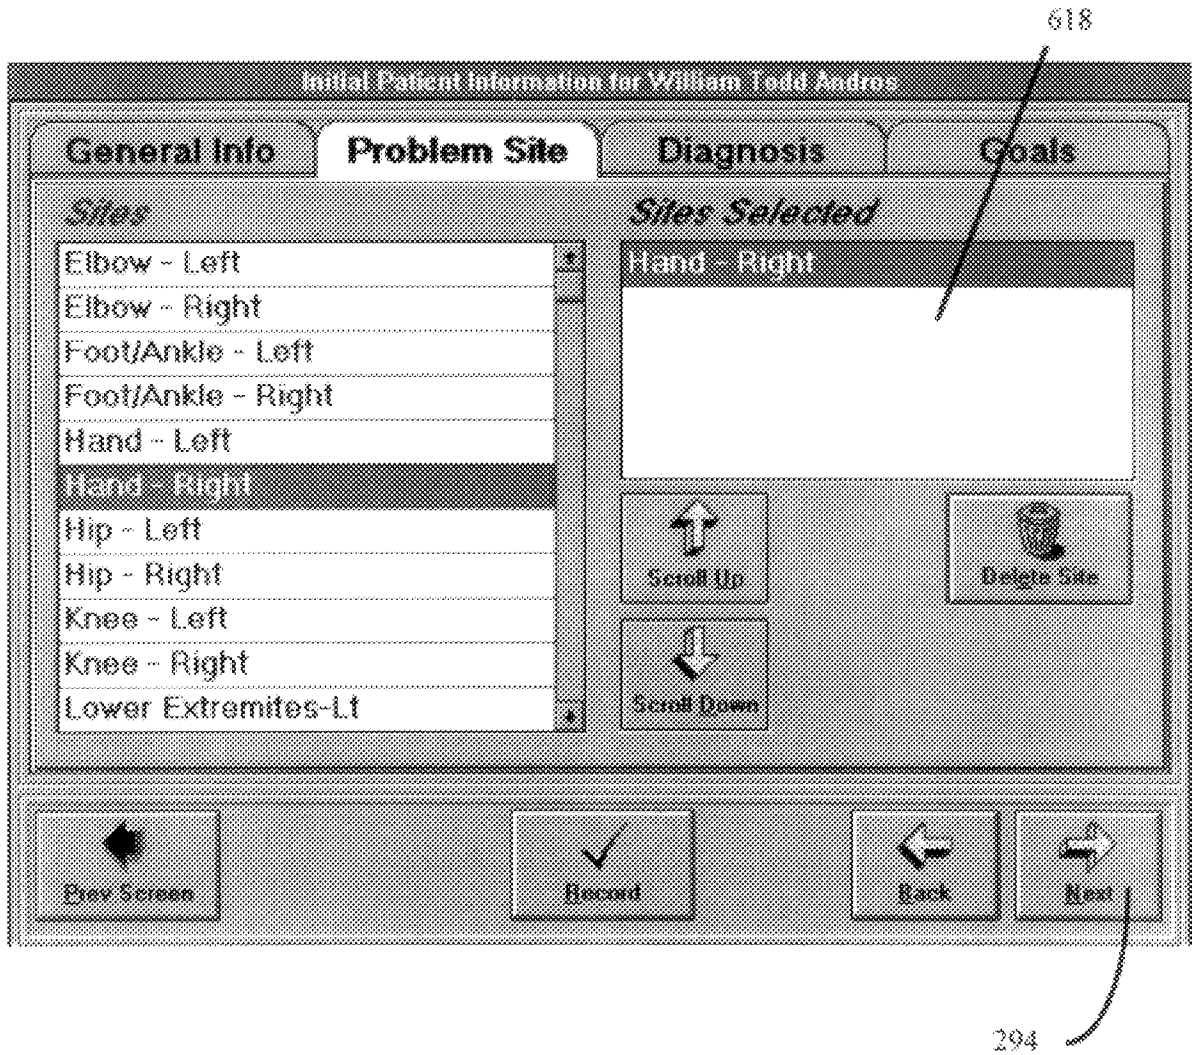 618
Initial Patient Information for William Todd Andros
General Info
Problem Site
Diagnosis
Goals
Sites
Sites Selected
Elbow - Left
Elbow - Right
Foot/Ankle - Left
Foot/Ankle - Right
Hand - Left
Hand - Right
Hip - Left
Hip - Right
Knee - Left
Knee - Right
Lower Extremites-Lt
Hand - Right
Scroll Up
Delete Site
Scroll Down
Prev Screen
Record
Back
Next
294